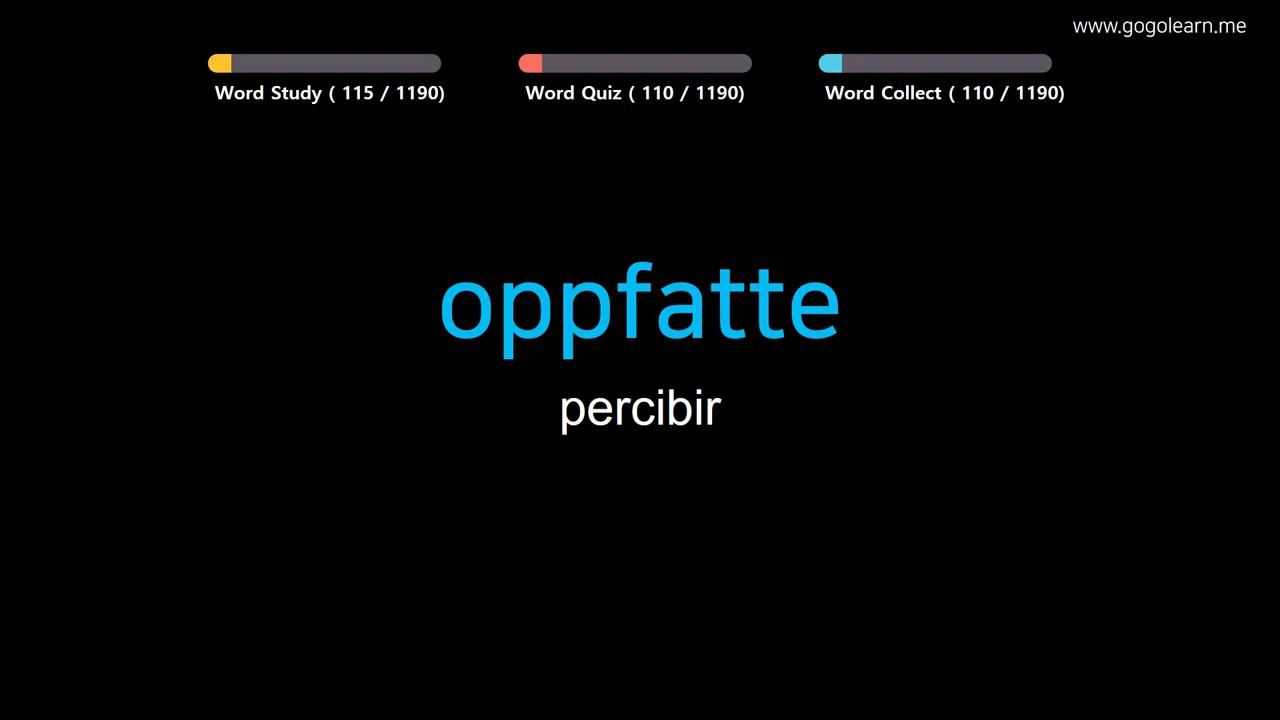 www.gogolearn.me
Word Study ( 115 / 1190)
Word Quiz ( 110 / 1190)
Word Collect ( 110 / 1190)
oppfatte
percibir